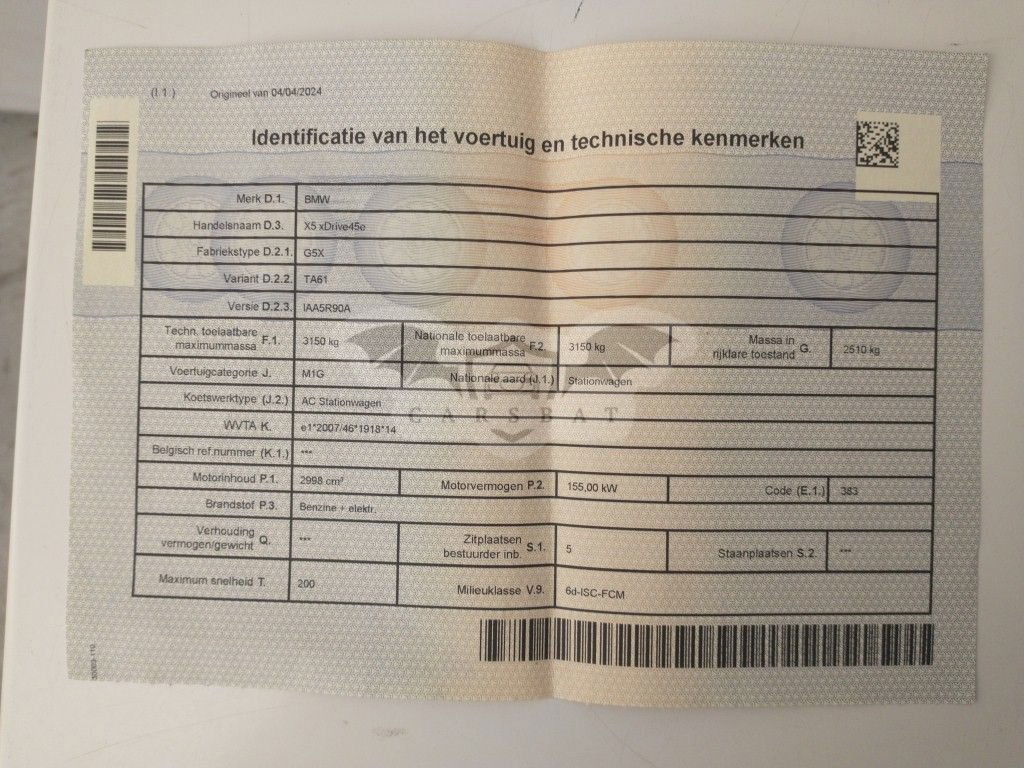 (I.1.) Origineel van 04/04/2024
Identificatie van het voertuig en technische kenmerken
Merk D.1. BMW
Handelsnaam D.3. X5 xDrive45e
Fabriekstype D.2.1. G5X
Variant D.2.2. TA61
Versie D.2.3. IAA5R90A
Techn. toelaatbare maximummassa F.1. 3150 kg Nationale toelaatbare maximummassa F.2. 3150 kg Massa in rijklare toestand G. 2510 kg
Voertuigcategorie J. M1G Nationale aard (J.1.) Stationwagen
Koetswerktype (J.2.) AC Stationwagen
CARSBAT
WVTA K. e1*2007/46*1918*14
Belgisch ref.nummer (K.1.) ***
Motorinhoud P.1. 2998 cm³ Motorvermogen P.2. 155,00 kW Code (E.1.) 383
Brandstof P.3. Benzine + elektr.
Verhouding vermogen/gewicht Q. *** Zitplaatsen bestuurder inb. S.1. 5 Staanplaatsen S.2. ***
Maximum snelheid T. 200 Milieuklasse V.9. 6d-ISC-FCM